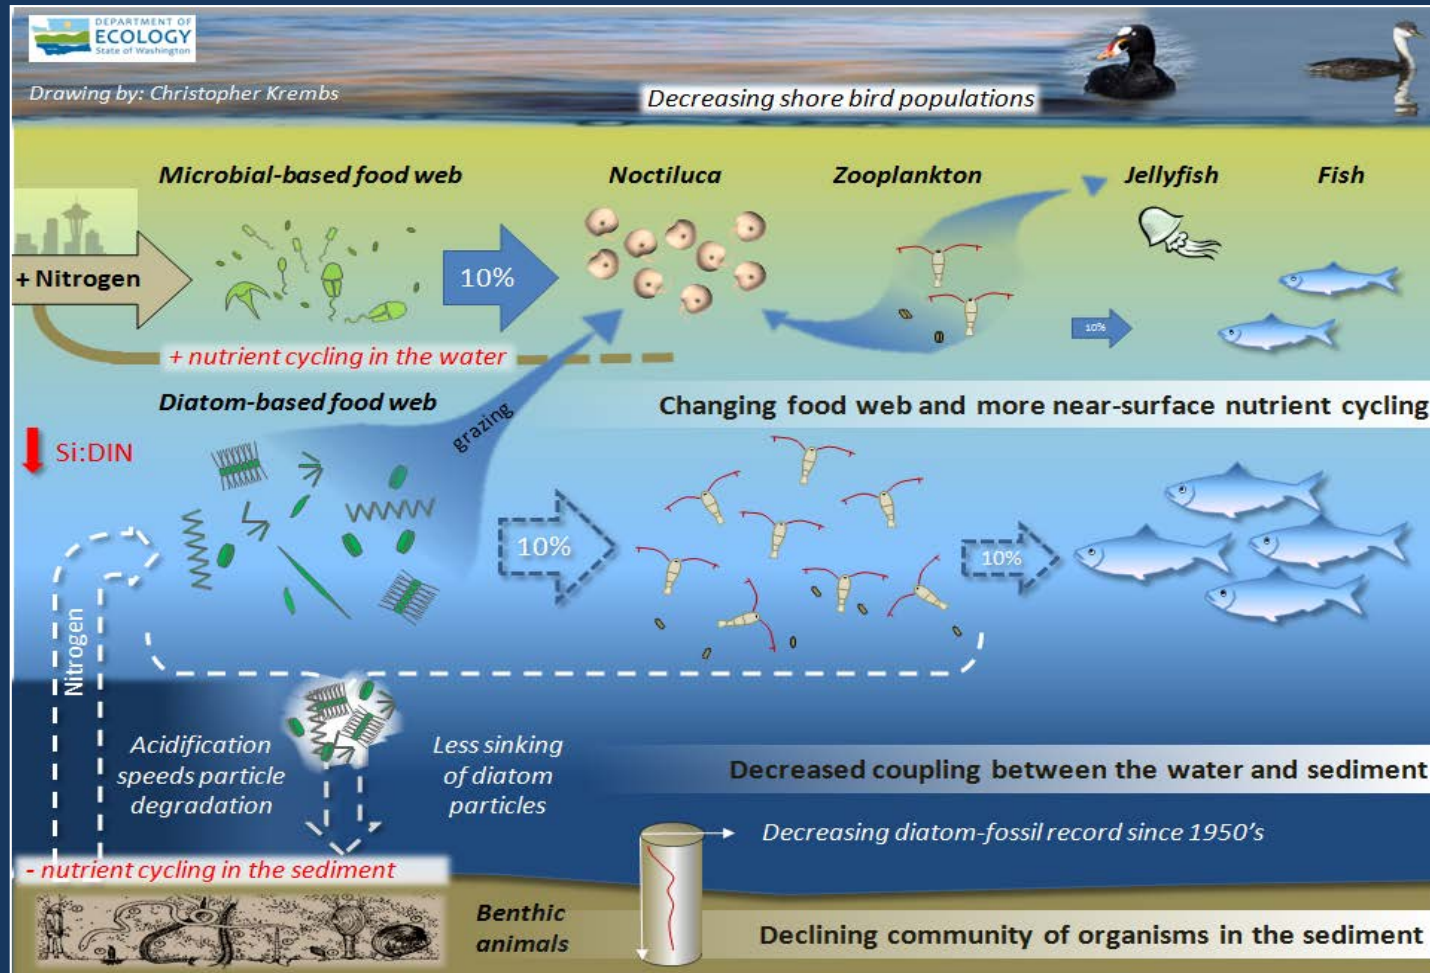 DEPARTMENT OF
ECOLOGY
State of Washington
Drawing by: Christopher Krembs
Decreasing shore bird populations
Microbial-based food web
Noctiluca
Zooplankton
Jellyfish
Fish
+ Nitrogen
10%
10%
+ nutrient cycling in the water
Diatom-based food web
Changing food web and more near-surface nutrient cycling
grazing
Si:DIN
10%
10%
Nitrogen
Acidification
speeds particle
degradation
Less sinking
of diatom
particles
Decreased coupling between the water and sediment
Decreasing diatom-fossil record since 1950's
- nutrient cycling in the sediment
Benthic
animals
Declining community of organisms in the sediment